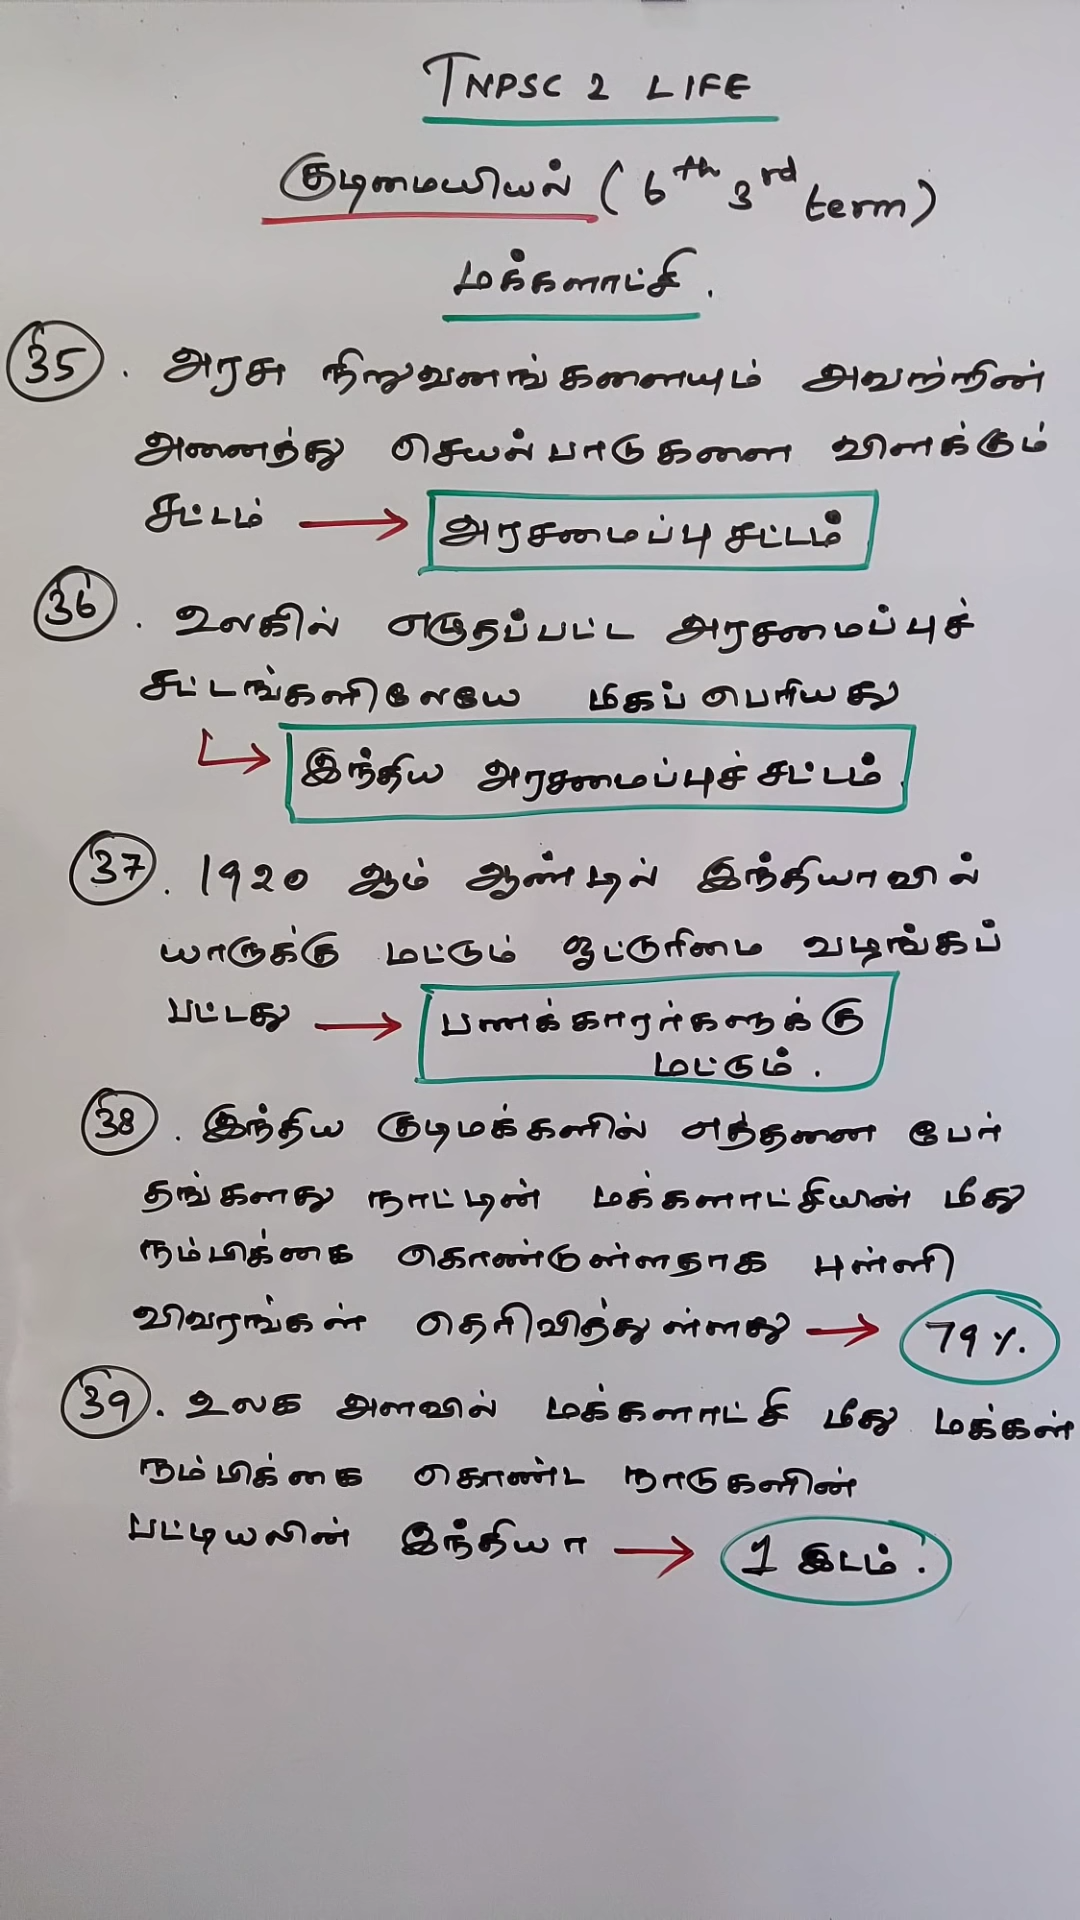 TNPSC 2 LIFE
குடிமையியல் (6th 3rd term)
மக்களாட்சி.
35. அரசு நிறுவனங்களையும் அவற்றின்
அனைத்து செயல்பாடுகளை விளக்கும்
சட்டம் → அரசமைப்பு சட்டம்
36. உலகில் எழுதப்பட்ட அரசமைப்புச்
சட்டங்களிலேயே மிகப் பெரியது
↳ இந்திய அரசமைப்புச் சட்டம்.
37. 1920 ஆம் ஆண்டில் இந்தியாவில்
யாருக்கு மட்டும் ஓட்டுரிமை வழங்கப்
பட்டது → பணக்காரர்களுக்கு
மட்டும்.
38. இந்திய குடிமக்களில் எத்தனை பேர்
தங்களது நாட்டின் மக்களாட்சியின் மீது
நம்பிக்கை கொண்டுள்ளதாக புள்ளி
விவரங்கள் தெரிவித்துள்ளது → 79%.
39. உலக அளவில் மக்களாட்சி மீது மக்கள்
நம்பிக்கை கொண்ட நாடுகளின்
பட்டியலின் இந்தியா → 1 இடம்.